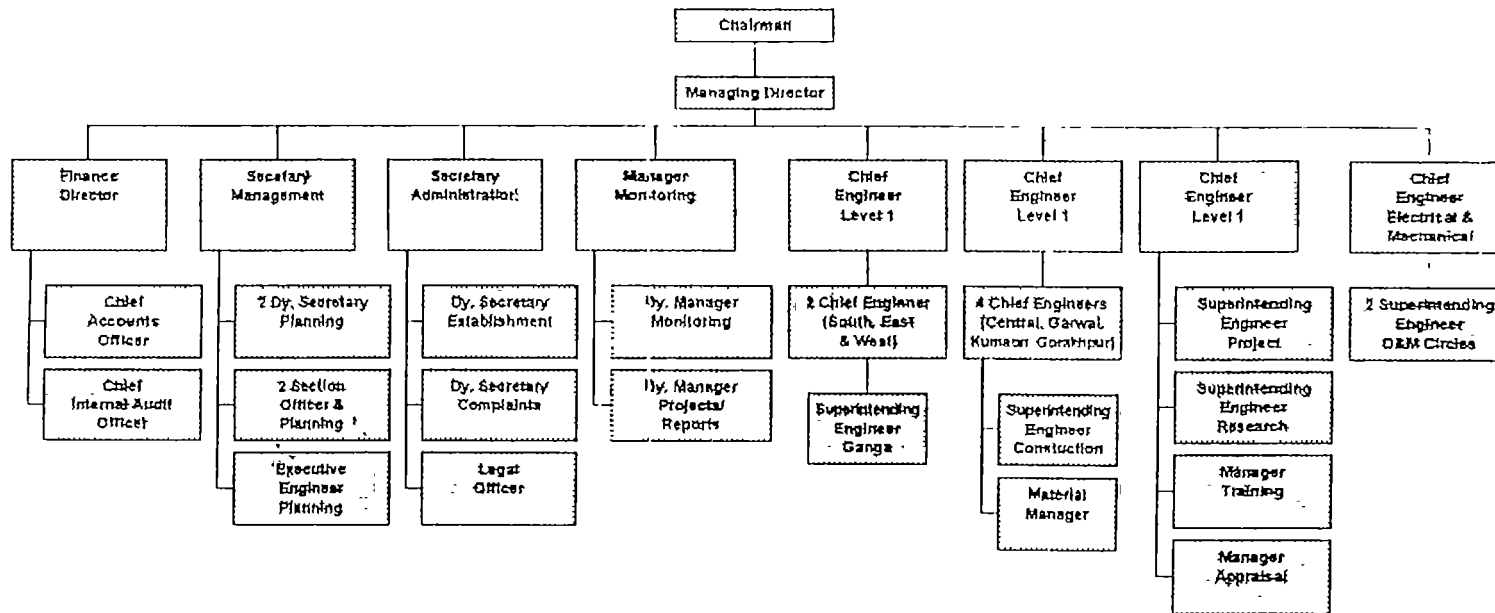 Chairman
Managing Director
Finance
Director
Secretary
Management
Secretary
Administration
Manager
Monitoring
Chief
Engineer
Level 1
Chief
Engineer
Level 1
Chief
Engineer
Level 1
Chief
Engineer
Electrical &
Mechanical
Chief
Accounts
Officer
Chief
Internal Audit
Officer
2 Dy. Secretary
Planning
2 Section
Officer &
Planning
Executive
Engineer
Planning
Dy. Secretary
Establishment
Dy. Secretary
Complaints
Legal
Officer
Dy. Manager
Monitoring
Dy. Manager
Projects/
Reports
2 Chief Engineer
(South, East
& West)
Superintending
Engineer
Ganga
4 Chief Engineers
(Central, Garwal,
Kumaon, Gorakhpur)
Superintending
Engineer
Construction
Material
Manager
Superintending
Engineer
Project
Superintending
Engineer
Research
Manager
Training
Manager
Appraisal
2 Superintending
Engineer
O&M Circles